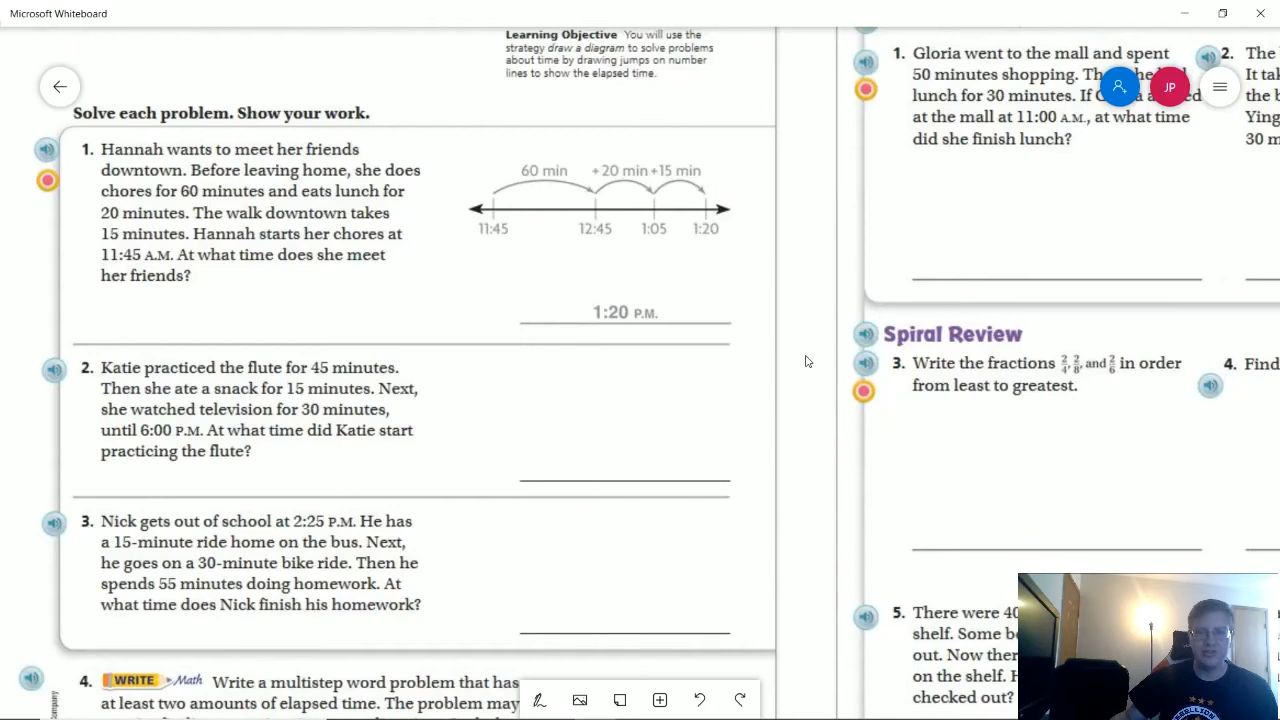 Microsoft Whiteboard
Learning Objective You will use the
strategy draw a diagram to solve problems
about time by drawing jumps on number
lines to show the elapsed time.
Solve each problem. Show your work.
1. Hannah wants to meet her friends
downtown. Before leaving home, she does
chores for 60 minutes and eats lunch for
20 minutes. The walk downtown takes
15 minutes. Hannah starts her chores at
11:45 A.M. At what time does she meet
her friends?
60 min +20 min +15 min
11:45 12:45 1:05 1:20
1:20 P.M.
2. Katie practiced the flute for 45 minutes.
Then she ate a snack for 15 minutes. Next,
she watched television for 30 minutes,
until 6:00 P.M. At what time did Katie start
practicing the flute?
3. Nick gets out of school at 2:25 P.M. He has
a 15-minute ride home on the bus. Next,
he goes on a 30-minute bike ride. Then he
spends 55 minutes doing homework. At
what time does Nick finish his homework?
4. WRITE Math Write a multistep word problem that has
at least two amounts of elapsed time. The problem may
Company
1. Gloria went to the mall and spent
50 minutes shopping.
lunch for 30 minutes. If
at the mall at 11:00 A.M., at what time
did she finish lunch?
JP
2. The
It
the
Ying
30 m
Spiral Review
3. Write the fractions 2/4, 2/8, and 2/6 in order
from least to greatest.
4. Find
5. There were 40
shelf. Some
out. Now
on the shelf.
checked out?